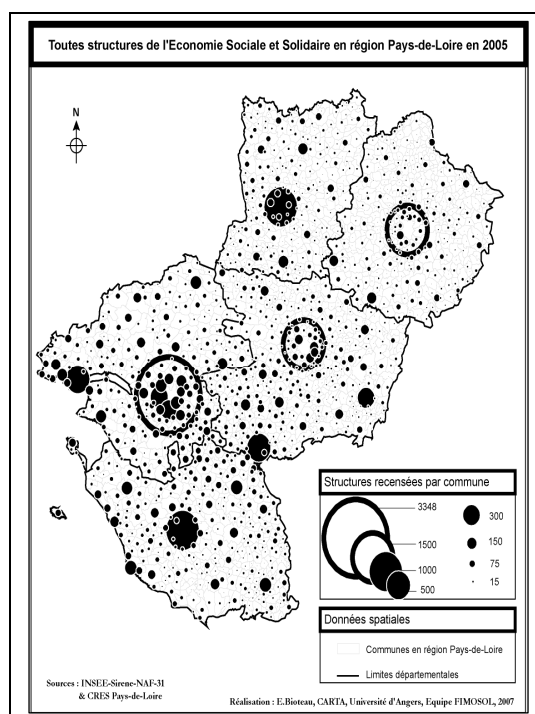 Toutes structures de l'Economie Sociale et Solidaire en région Pays-de-Loire en 2005
N
Structures recensées par commune
3348
1500
1000
500
300
150
75
15
Données spatiales
Communes en région Pays-de-Loire
Limites départementales
Sources : INSEE-Sirene-NAF-31
& CRES Pays-de-Loire
Réalisation : E.Bioteau, CARTA, Université d'Angers, Equipe FIMOSOL, 2007